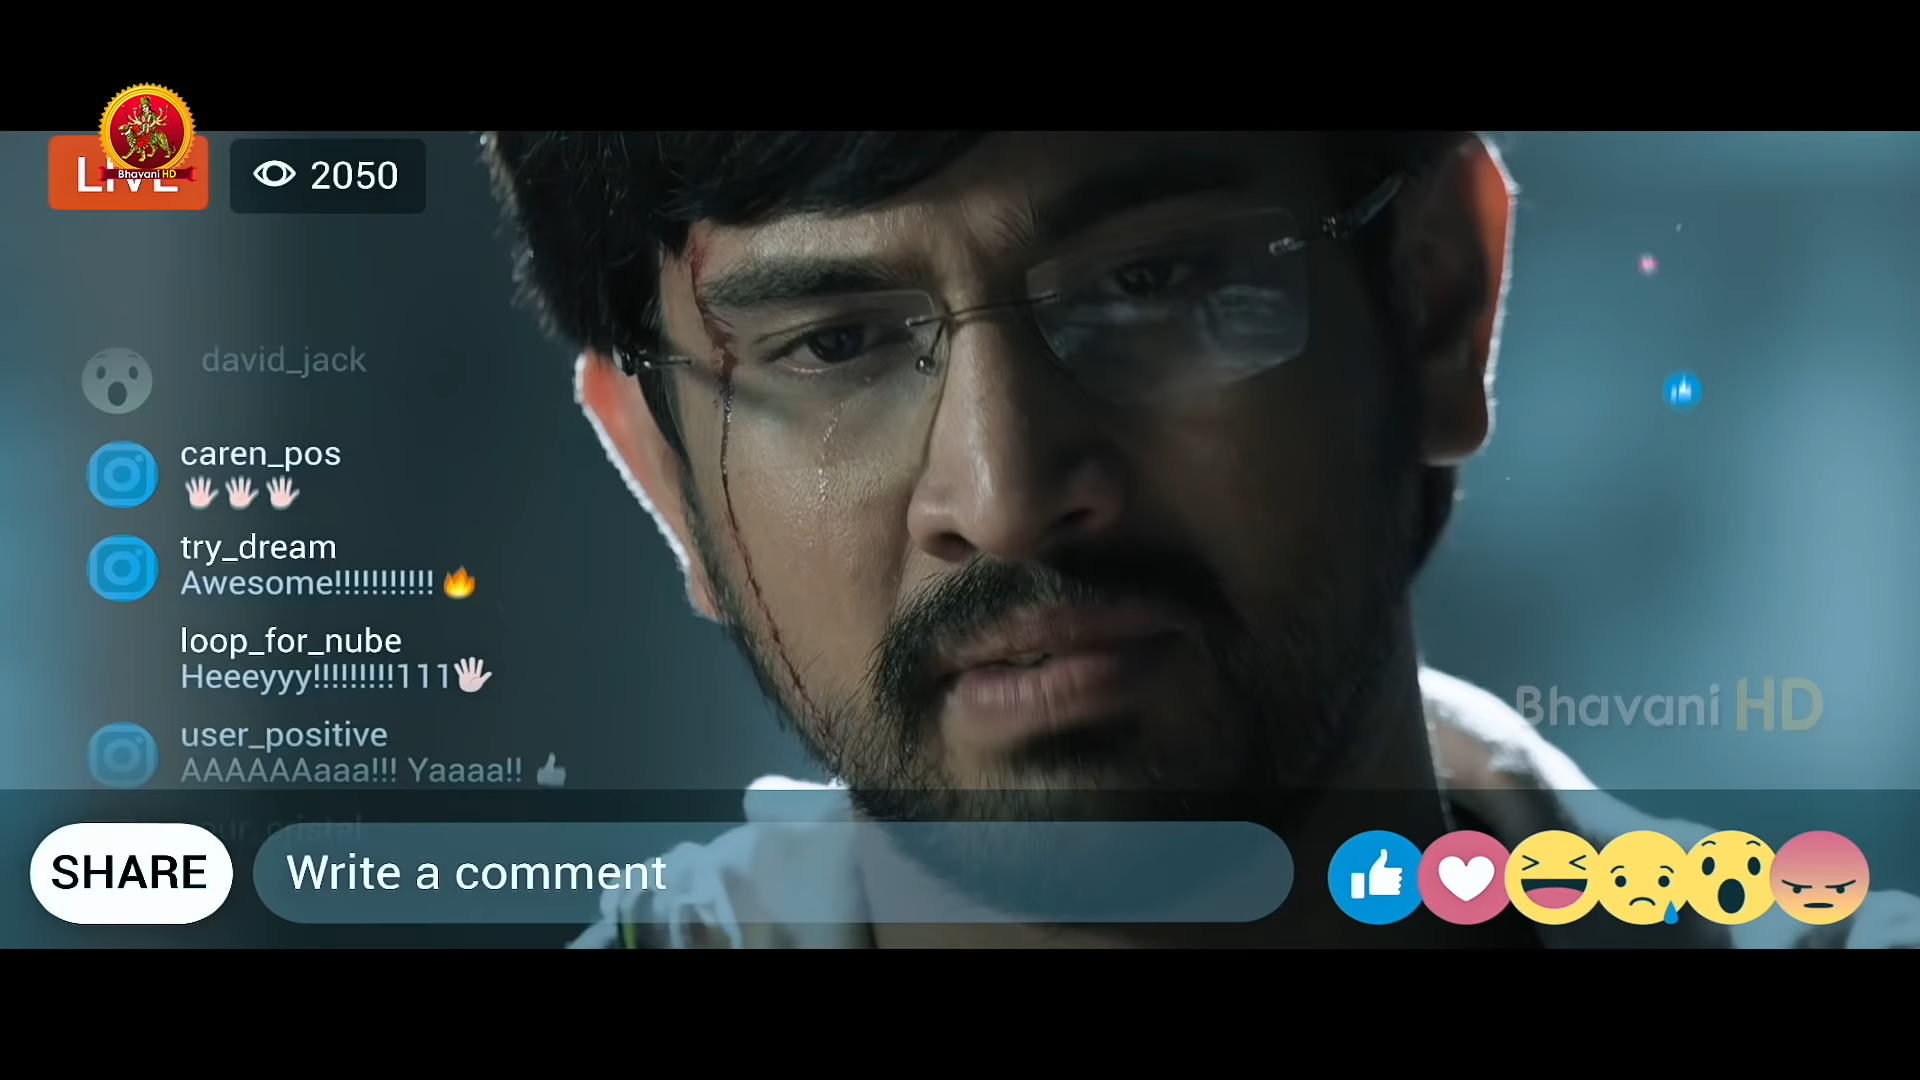 LIVE
Bhavani HD
2050
david_jack
caren_pos
try_dream
Awesome!!!!!!!!!!!
loop_for_nube
Heeeyyy!!!!!!!!!111
user_positive
AAAAAAaaa!!! Yaaaa!!
Bhavani HD
SHARE
Write a comment